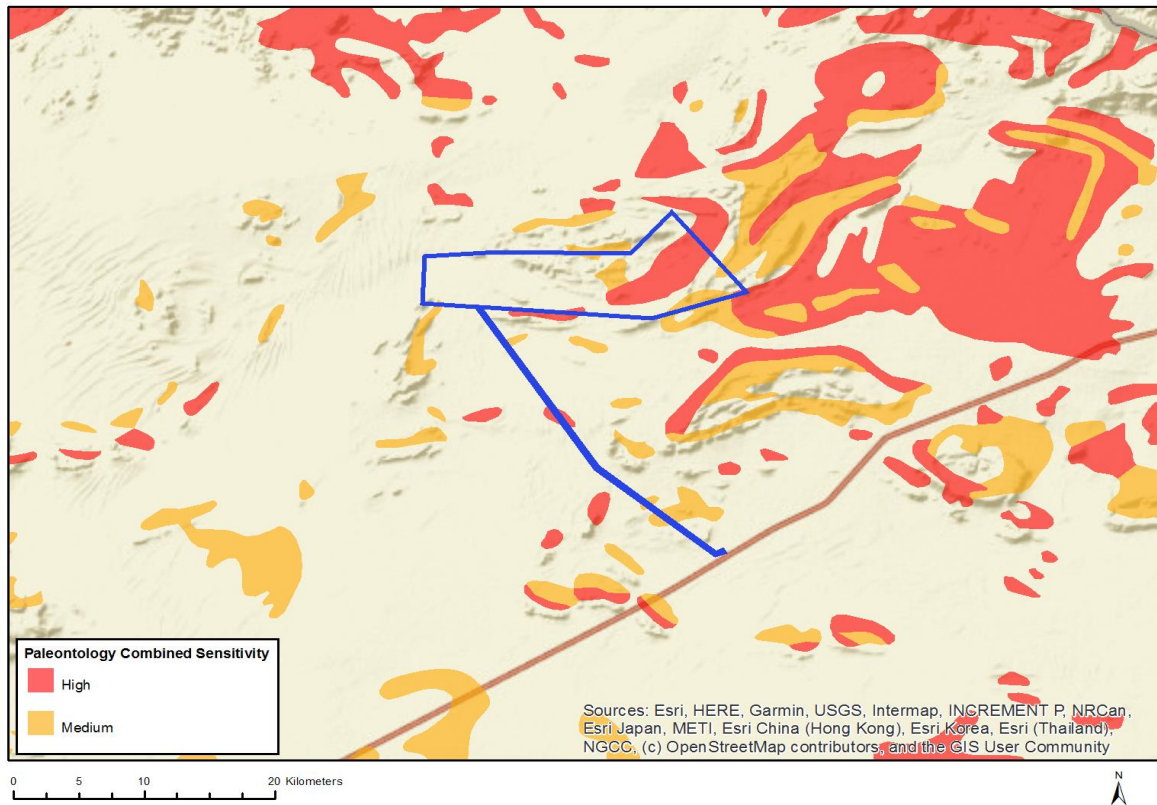 Paleontology Combined Sensitivity
High
Medium
Sources: Esri, HERE, Garmin, USGS, Intermap, INCREMENT P, NRCan,
Esri Japan, METI, Esri China (Hong Kong), Esri Korea, Esri (Thailand),
NGCC, (c) OpenStreetMap contributors, and the GIS User Community
0 5 10 20 Kilometers
N